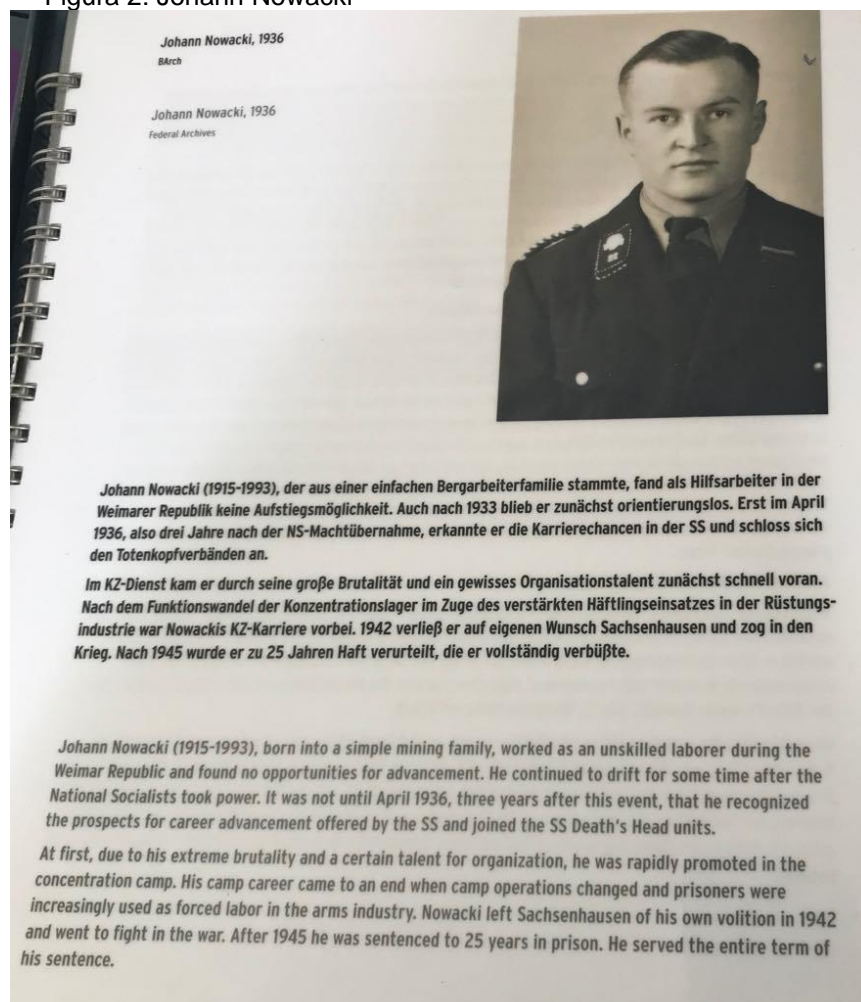 Figura 2. Johann Nowacki
Johann Nowacki, 1936
BArch
Johann Nowacki, 1936
Federal Archives
Johann Nowacki (1915-1993), der aus einer einfachen Bergarbeiterfamilie stammte, fand als Hilfsarbeiter in der
Weimarer Republik keine Aufstiegsmöglichkeit. Auch nach 1933 blieb er zunächst orientierungslos. Erst im April
1936, also drei Jahre nach der NS-Machtübernahme, erkannte er die Karrierechancen in der SS und schloss sich
den Totenkopfverbänden an.
Im KZ-Dienst kam er durch seine große Brutalität und ein gewisses Organisationstalent zunächst schnell voran.
Nach dem Funktionswandel der Konzentrationslager im Zuge des verstärkten Häftlingseinsatzes in der Rüstungs-
industrie war Nowackis KZ-Karriere vorbei. 1942 verließ er auf eigenen Wunsch Sachsenhausen und zog in den
Krieg. Nach 1945 wurde er zu 25 Jahren Haft verurteilt, die er vollständig verbüßte.
Johann Nowacki (1915-1993), born into a simple mining family, worked as an unskilled laborer during the
Weimar Republic and found no opportunities for advancement. He continued to drift for some time after the
National Socialists took power. It was not until April 1936, three years after this event, that he recognized
the prospects for career advancement offered by the SS and joined the SS Death's Head units.
At first, due to his extreme brutality and a certain talent for organization, he was rapidly promoted in the
concentration camp. His camp career came to an end when camp operations changed and prisoners were
increasingly used as forced labor in the arms industry. Nowacki left Sachsenhausen of his own volition in 1942
and went to fight in the war. After 1945 he was sentenced to 25 years in prison. He served the entire term of
his sentence.